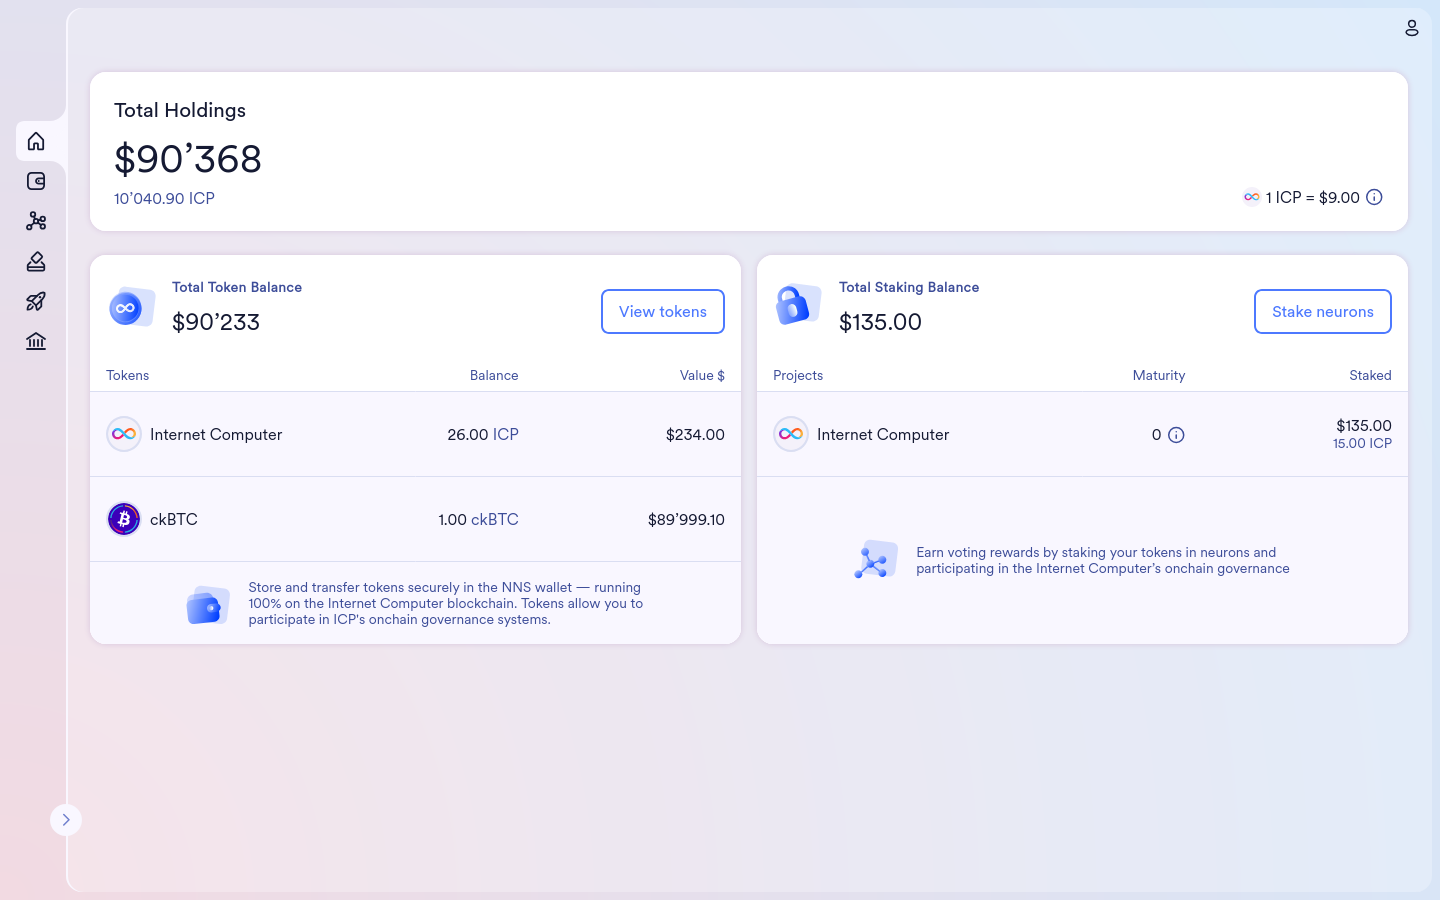 Total Holdings
$90’368
10’040.90 ICP
1 ICP = $9.00
Total Token Balance
$90’233
View tokens
Tokens Balance Value $
Internet Computer 26.00 ICP $234.00
ckBTC 1.00 ckBTC $89’999.10
Store and transfer tokens securely in the NNS wallet — running
100% on the Internet Computer blockchain. Tokens allow you to
participate in ICP's onchain governance systems.
Total Staking Balance
$135.00
Stake neurons
Projects Maturity Staked
Internet Computer 0 $135.00
15.00 ICP
Earn voting rewards by staking your tokens in neurons and
participating in the Internet Computer’s onchain governance